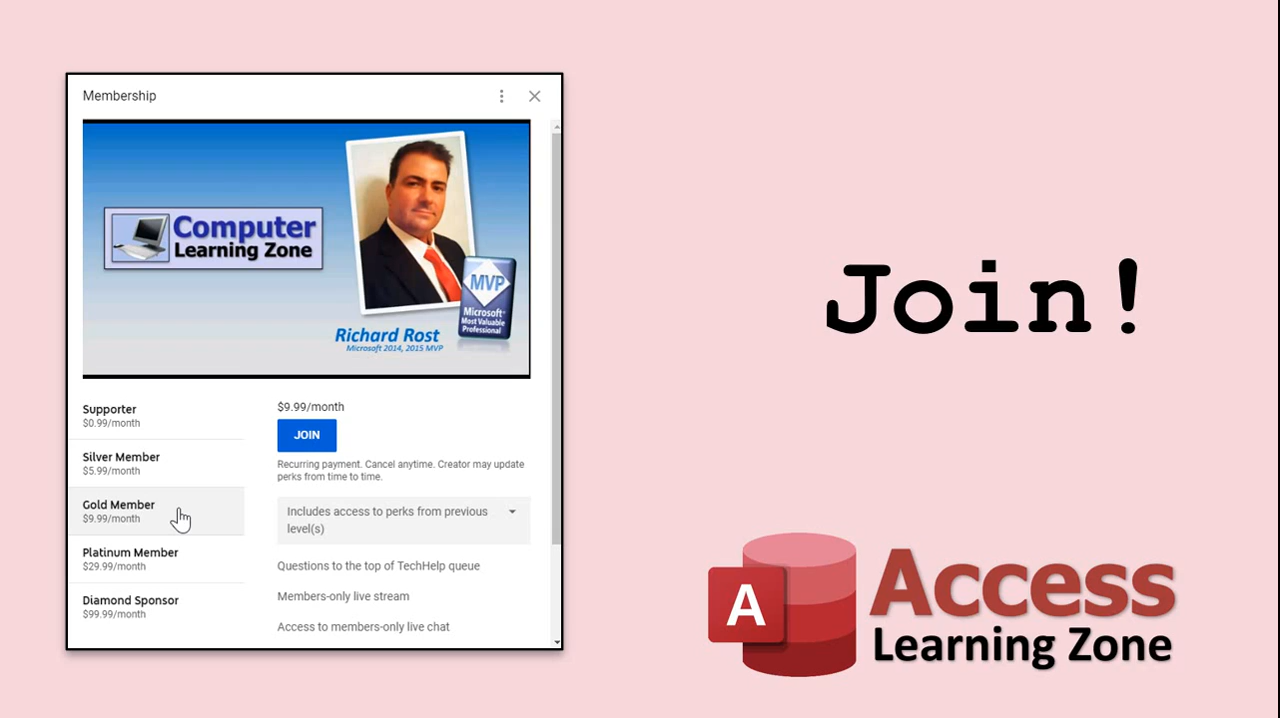 Membership
Computer
Learning Zone
MVP
Microsoft®
Most Valuable
Professional
Richard Rost
Microsoft 2014, 2015 MVP
Supporter
$0.99/month
Silver Member
$5.99/month
Gold Member
$9.99/month
Platinum Member
$29.99/month
Diamond Sponsor
$99.99/month
$9.99/month
JOIN
Recurring payment. Cancel anytime. Creator may update
perks from time to time.
Includes access to perks from previous
level(s)
Questions to the top of TechHelp queue
Members-only live stream
Access to members-only live chat
Join!
A
Access
Learning Zone